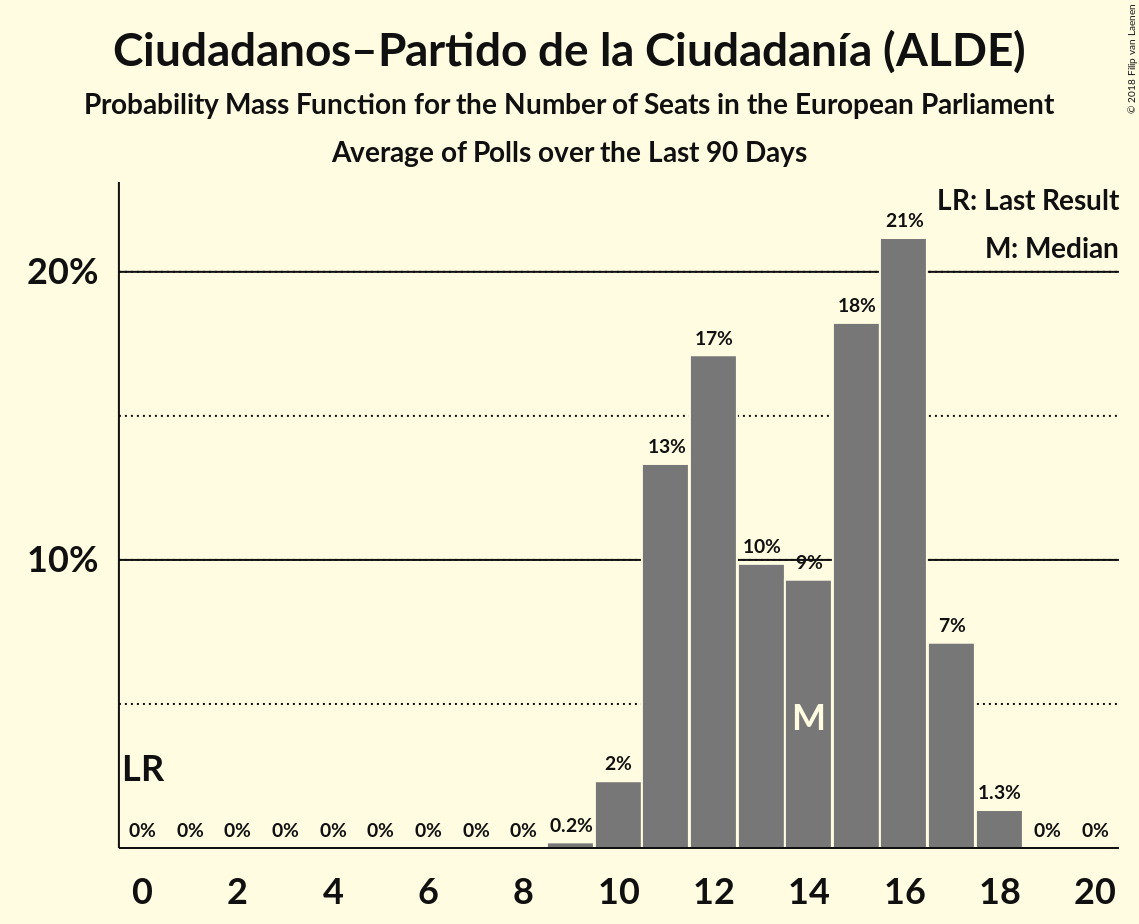 Ciudadanos–Partido de la Ciudadanía (ALDE)
Probability Mass Function for the Number of Seats in the European Parliament
Average of Polls over the Last 90 Days
© 2018 Filip van Laenen
LR: Last Result
M: Median
20%
10%
21%
18%
17%
13%
10%
9%
7%
M
LR
2%
1.3%
0% 0% 0% 0% 0% 0% 0% 0% 0% 0.2% 0% 0%
0 2 4 6 8 10 12 14 16 18 20